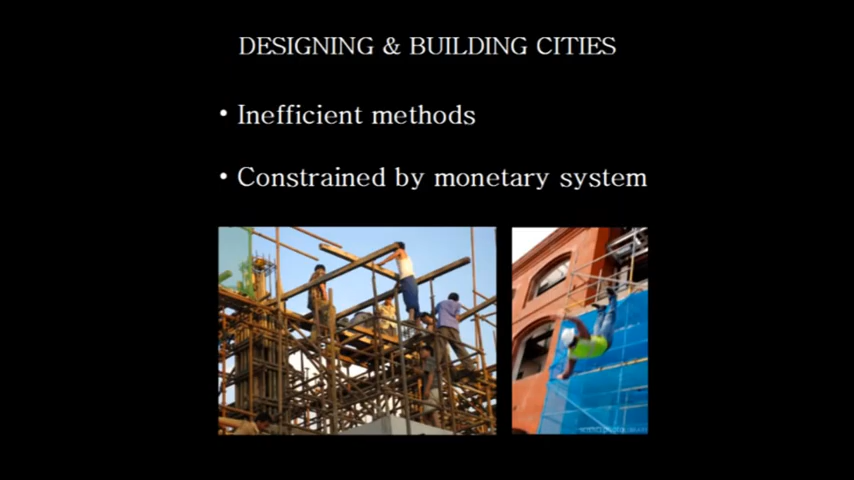 DESIGNING & BUILDING CITIES
• Inefficient methods
• Constrained by monetary system